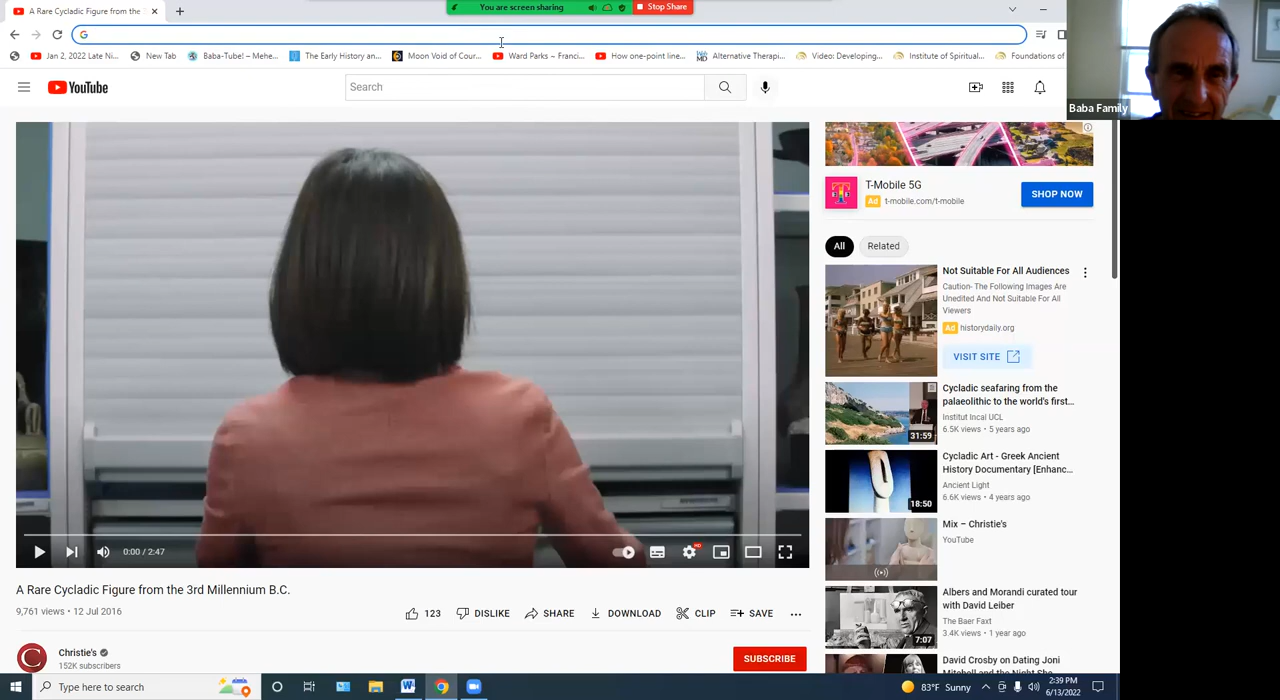 A Rare Cycladic Figure from the
You are screen sharing
Stop Share
Jan 2, 2022 Late Ni...
New Tab
Baba-Tube! – Mehe...
The Early History an...
Moon Void of Cour...
Ward Parks – Franci...
How one-point line...
Alternative Therapi...
Video: Developing...
Institute of Spiritual...
Foundations of
Baba Family
YouTube
Search
T-Mobile 5G
Ad t-mobile.com/t-mobile
SHOP NOW
All
Related
Not Suitable For All Audiences
Caution- The Following Images Are
Unedited And Not Suitable For All
Viewers
Ad historydaily.org
VISIT SITE
Cycladic seafaring from the
palaeolithic to the world's first...
Institut Incal UCL
6.5K views • 5 years ago
31:59
Cycladic Art - Greek Ancient
History Documentary [Enhanc...
Ancient Light
6.6K views • 4 years ago
18:50
Mix – Christie's
YouTube
Albers and Morandi curated tour
with David Leiber
The Baer Faxt
3.4K views • 1 year ago
7:07
David Crosby on Dating Joni
0:00 / 2:47
HD
A Rare Cycladic Figure from the 3rd Millennium B.C.
9,761 views • 12 Jul 2016
123
DISLIKE
SHARE
DOWNLOAD
CLIP
SAVE
Christie's
152K subscribers
SUBSCRIBE
Type here to search
83°F Sunny
2:39 PM
6/13/2022